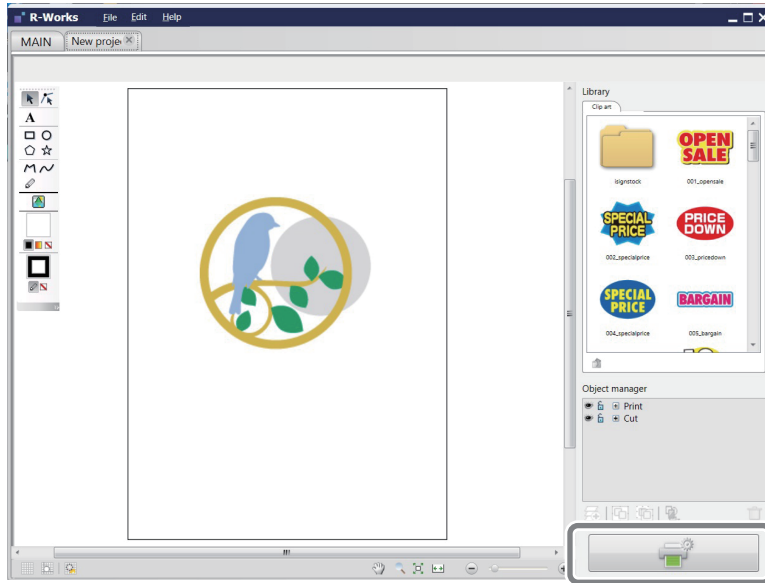 R-Works File Edit Help
MAIN New proje
Library
Clip art
isignstock 001_opensale
OPEN
SALE
SPECIAL
PRICE
PRICE
DOWN
002_specialprice 003_pricedown
SPECIAL
PRICE
BARGAIN
004_specialprice 005_bargain
A
Object manager
Print
Cut